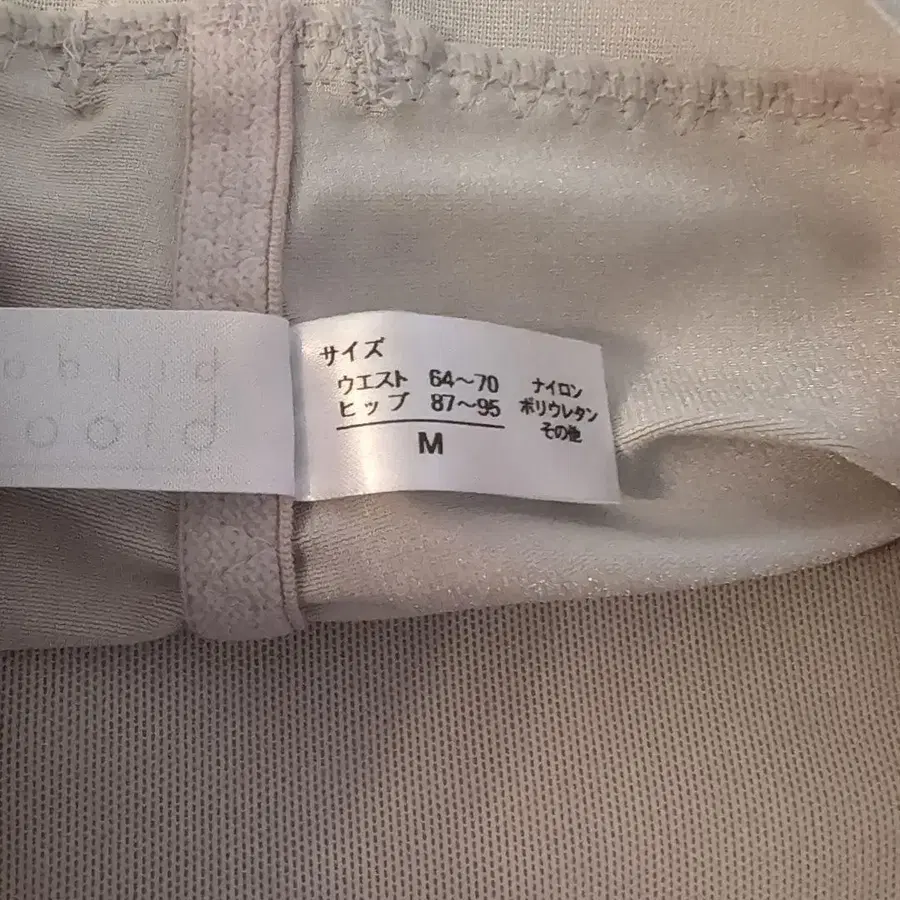 サイズ
ウエスト 64〜70
ヒップ 87〜95
M
ナイロン
ポリウレタン
その他